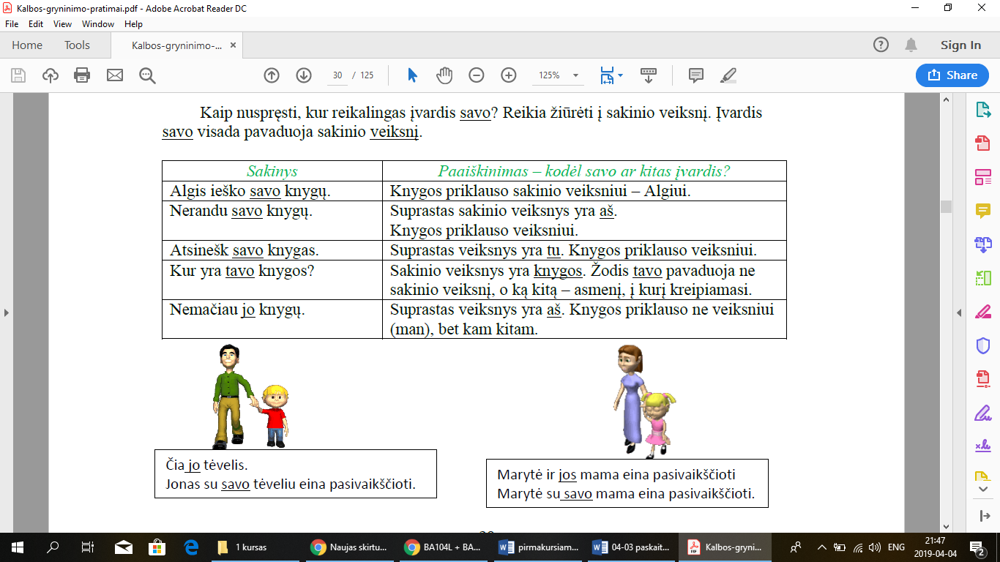 Kalbos-gryninimo-pratimai.pdf - Adobe Acrobat Reader DC
File Edit View Window Help
Home Tools Kalbos-gryninimo-... × Sign In
30 / 125 125% Share
Kaip nuspręsti, kur reikalingas įvardis savo? Reikia žiūrėti į sakinio veiksnį. Įvardis
savo visada pavaduoja sakinio veiksnį.
Sakinys Paaiškinimas – kodėl savo ar kitas įvardis?
Algis ieško savo knygų. Knygos priklauso sakinio veiksniui – Algiui.
Nerandu savo knygų. Suprastas sakinio veiksnys yra aš.
Knygos priklauso veiksniui.
Atsinešk savo knygas. Suprastas veiksnys yra tu. Knygos priklauso veiksniui.
Kur yra tavo knygos? Sakinio veiksnys yra knygos. Žodis tavo pavaduoja ne
sakinio veiksnį, o ką kitą – asmenį, į kurį kreipiamasi.
Nemačiau jo knygų. Suprastas veiksnys yra aš. Knygos priklauso ne veiksniui
(man), bet kam kitam.
Čia jo tėvelis.
Jonas su savo tėveliu eina pasivaikščioti.
Marytė ir jos mama eina pasivaikščioti
Marytė su savo mama eina pasivaikščioti.
1 kursas Naujas skirtu... BA104L + BA... pirmakursiam... 04-03 paskait... Kalbos-gryni... ENG 21:47
2019-04-04 2